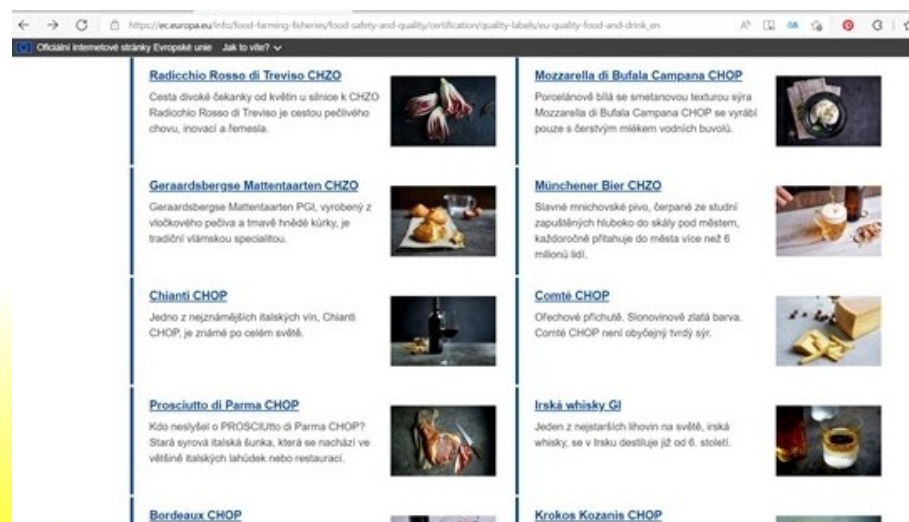 https://ec.europa.eu/info/food-farming-fisheries/food-safety-and-quality/certification/quality-labels/eu-quality-food-and-drink_en
Oficiální internetové stránky Evropské unie Jak to víte?
Radicchio Rosso di Treviso CHZO
Cesta divoké čekanky od květin u silnice k CHZO
Radicchio Rosso di Treviso je cestou pečlivého
chovu, inovací a řemesla.
Mozzarella di Bufala Campana CHOP
Porcelánově bílá se smetanovou texturou sýra
Mozzarella di Bufala Campana CHOP se vyrábí
pouze s čerstvým mlékem vodních buvolů.
Geraardsbergse Mattentaarten CHZO
Geraardsbergse Mattentaarten PGI, vyrobený z
vločkového pečiva a tmavě hnědé kůrky, je
tradiční vlámskou specialitou.
Münchener Bier CHZO
Slavné mnichovské pivo, čerpané ze studní
zapuštěných hluboko do skály pod městem,
každoročně přitahuje do města více než 6
milionů lidí.
Chianti CHOP
Jedno z nejznámějších italských vín, Chianti
CHOP, je známé po celém světě.
Comté CHOP
Ořechové příchutě. Slonovinově zlatá barva.
Comté CHOP není obyčejný tvrdý sýr.
Prosciutto di Parma CHOP
Kdo neslyšel o PROSCIUtto di Parma CHOP?
Stará syrová italská šunka, která se nachází ve
většině italských lahůdek nebo restaurací.
Irská whisky GI
Jeden z nejstarších lihovin na světě, irská
whisky, se v Irsku destiluje již od 6. století.
Bordeaux CHOP
Krokos Kozanis CHOP